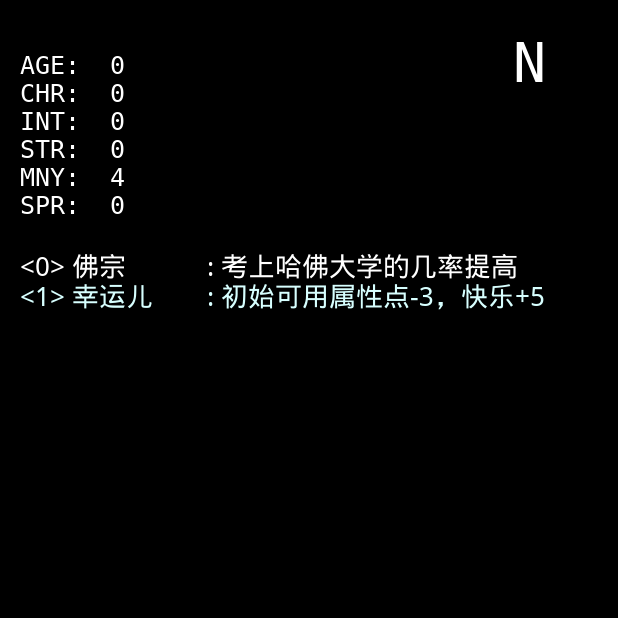 N
AGE: 0
CHR: 0
INT: 0
STR: 0
MNY: 4
SPR: 0
<0> 佛宗 : 考上哈佛大学的几率提高
<1> 幸运儿 : 初始可用属性点-3，快乐+5